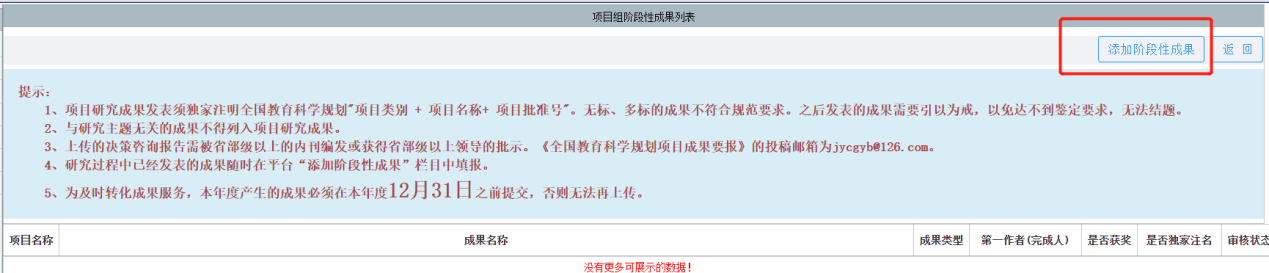 项目组阶段性成果列表
添加阶段性成果 返 回
提示:
1、项目研究成果发表须独家注明全国教育科学规划"项目类别 + 项目名称+ 项目批准号"。无标、多标的成果不符合规范要求。之后发表的成果需要引以为戒，以免达不到鉴定要求，无法结题。
2、与研究主题无关的成果不得列入项目研究成果。
3、上传的决策咨询报告需被省部级以上的内刊编发或获得省部级以上领导的批示。《全国教育科学规划项目成果要报》的投稿邮箱为jycgyb@126.com。
4、研究过程中已经发表的成果随时在平台“添加阶段性成果”栏目中填报。
5、为及时转化成果服务，本年度产生的成果必须在本年度12月31日之前提交，否则无法再上传。
项目名称 成果名称 成果类型 第一作者(完成人) 是否获奖 是否独家注名 审核状态
没有更多可展示的数据!